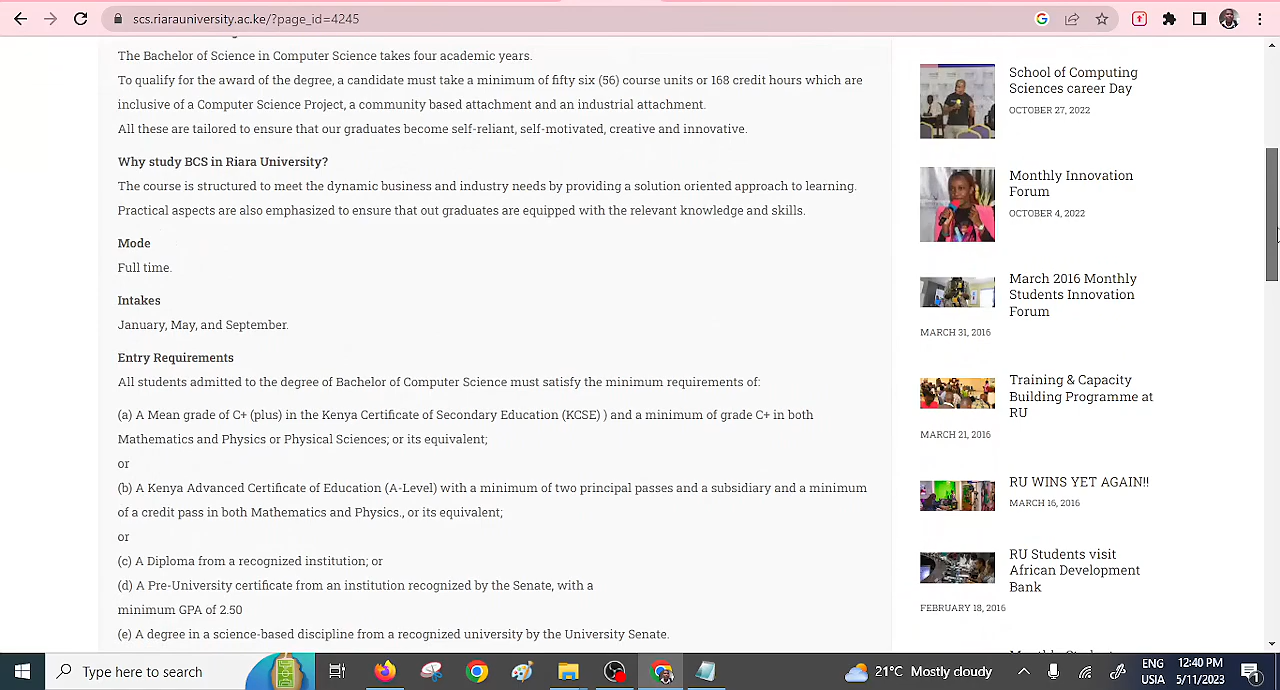 scs.riarauniversity.ac.ke/?page_id=4245
The Bachelor of Science in Computer Science takes four academic years.
To qualify for the award of the degree, a candidate must take a minimum of fifty six (56) course units or 168 credit hours which are
inclusive of a Computer Science Project, a community based attachment and an industrial attachment.
All these are tailored to ensure that our graduates become self-reliant, self-motivated, creative and innovative.
Why study BCS in Riara University?
The course is structured to meet the dynamic business and industry needs by providing a solution oriented approach to learning.
Practical aspects are also emphasized to ensure that out graduates are equipped with the relevant knowledge and skills.
Mode
Full time.
Intakes
January, May, and September.
Entry Requirements
All students admitted to the degree of Bachelor of Computer Science must satisfy the minimum requirements of:
(a) A Mean grade of C+ (plus) in the Kenya Certificate of Secondary Education (KCSE) ) and a minimum of grade C+ in both
Mathematics and Physics or Physical Sciences; or its equivalent;
or
(b) A Kenya Advanced Certificate of Education (A-Level) with a minimum of two principal passes and a subsidiary and a minimum
of a credit pass in both Mathematics and Physics., or its equivalent;
or
(c) A Diploma from a recognized institution; or
(d) A Pre-University certificate from an institution recognized by the Senate, with a
minimum GPA of 2.50
(e) A degree in a science-based discipline from a recognized university by the University Senate.
School of Computing
Sciences career Day
OCTOBER 27, 2022
Monthly Innovation
Forum
OCTOBER 4, 2022
March 2016 Monthly
Students Innovation
Forum
MARCH 31, 2016
Training & Capacity
Building Programme at
RU
MARCH 21, 2016
RU WINS YET AGAIN!!
MARCH 16, 2016
RU Students visit
African Development
Bank
FEBRUARY 18, 2016
Type here to search
21°C Mostly cloudy
ENG
USA
12:40 PM
5/11/2023